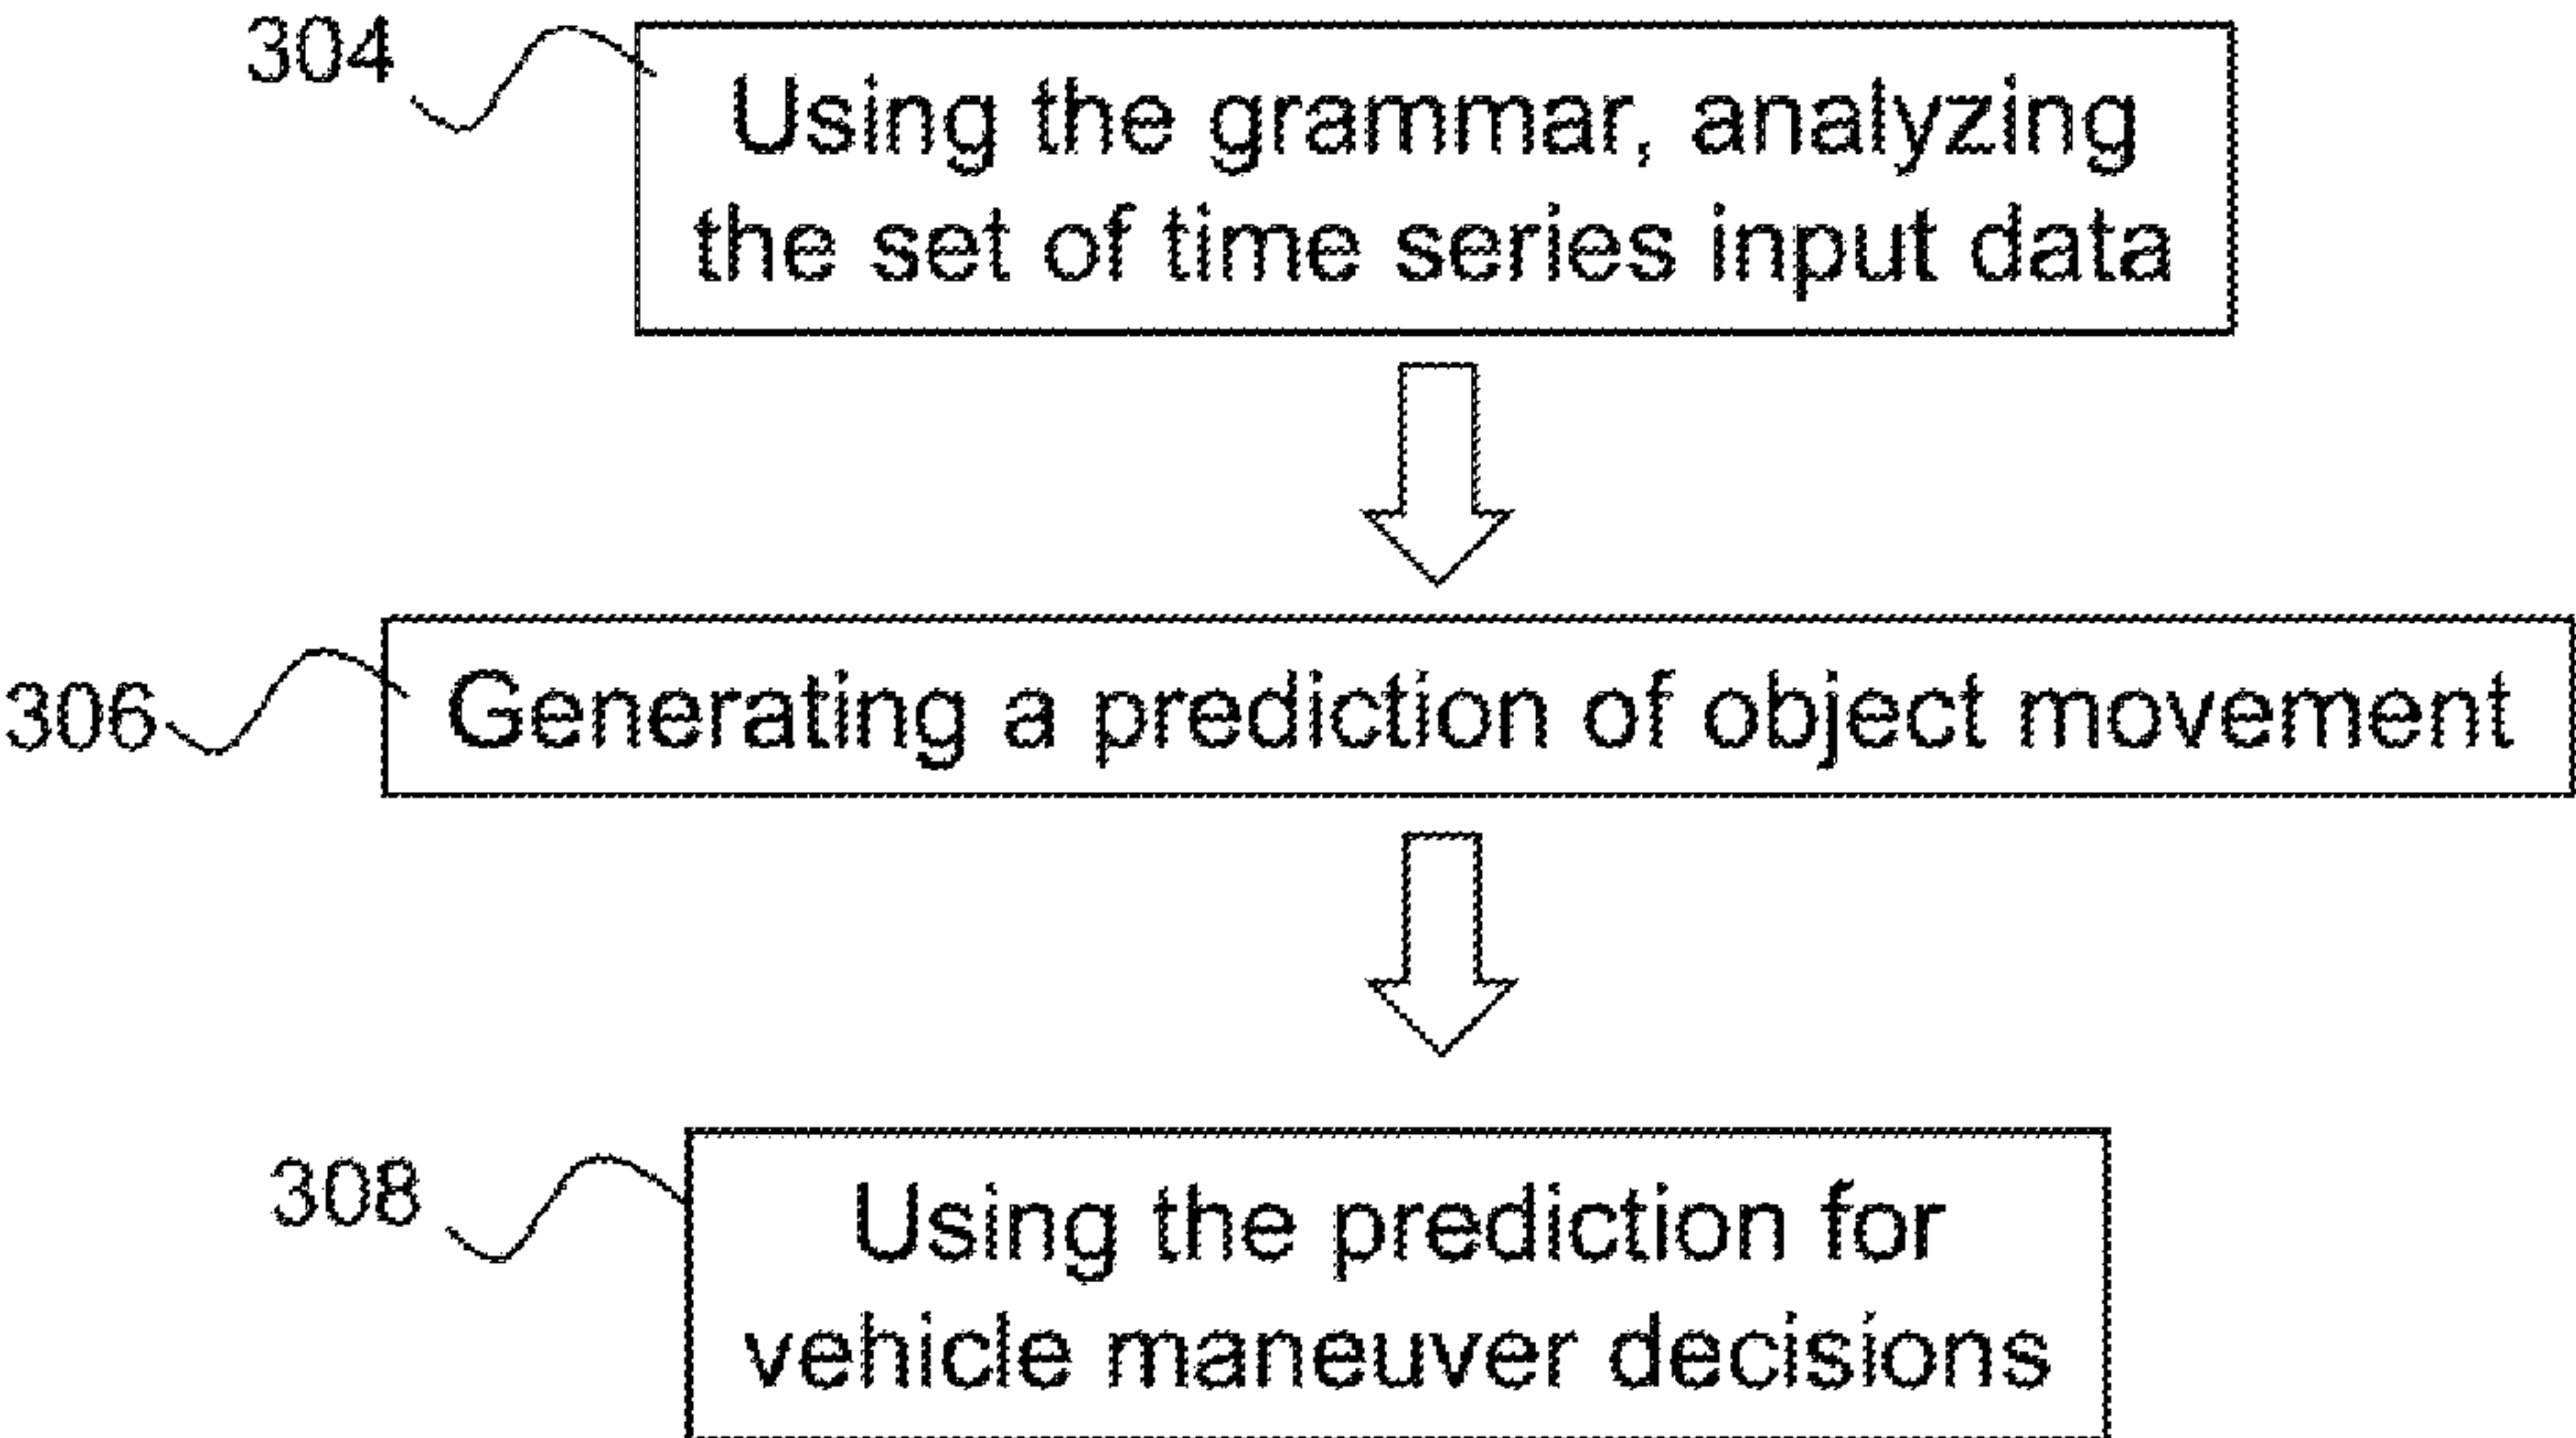 304
Using the grammar, analyzing
the set of time series input data
306
Generating a prediction of object movement
308
Using the prediction for
vehicle maneuver decisions